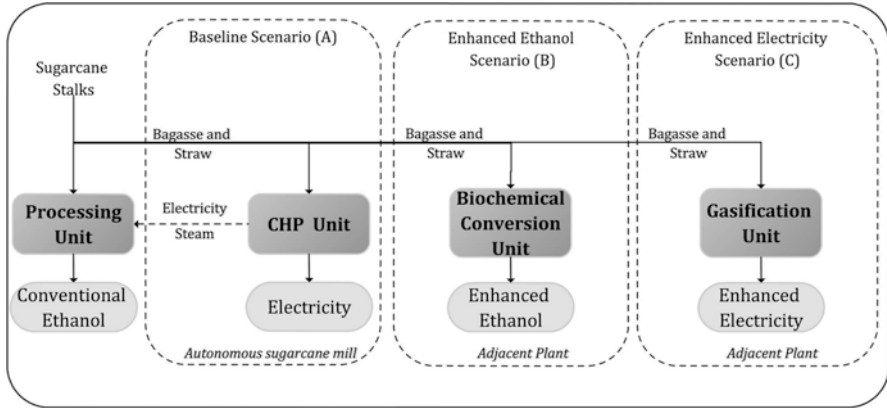 Baseline Scenario (A)
Enhanced Ethanol
Scenario (B)
Enhanced Electricity
Scenario (C)
Sugarcane
Stalks
Bagasse and
Straw
Bagasse and
Straw
Bagasse and
Straw
Processing
Unit
Electricity
Steam
CHP Unit
Biochemical
Conversion
Unit
Gasification
Unit
Conventional
Ethanol
Electricity
Enhanced
Ethanol
Enhanced
Electricity
Autonomous sugarcane mill
Adjacent Plant
Adjacent Plant